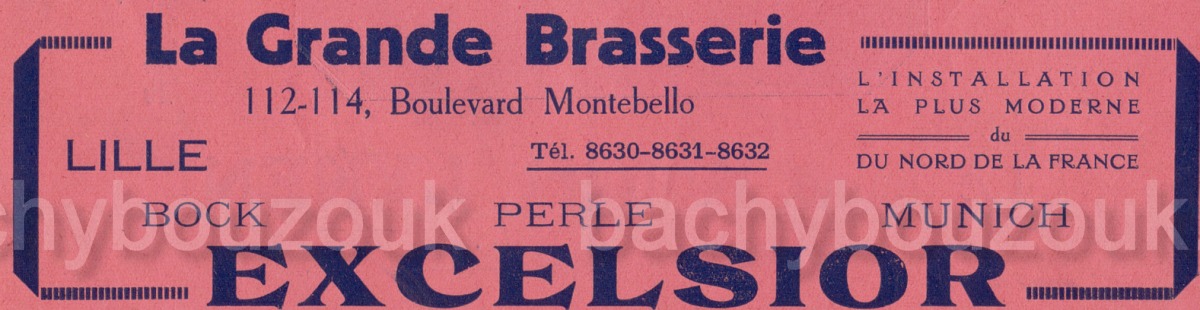 La Grande Brasserie
112-114, Boulevard Montebello
LILLE
Tél. 8630-8631-8632
L'INSTALLATION
LA PLUS MODERNE
du
DU NORD DE LA FRANCE
BOCK PERLE MUNICH
achybouzouk bachybouzouk
EXCELSIOR